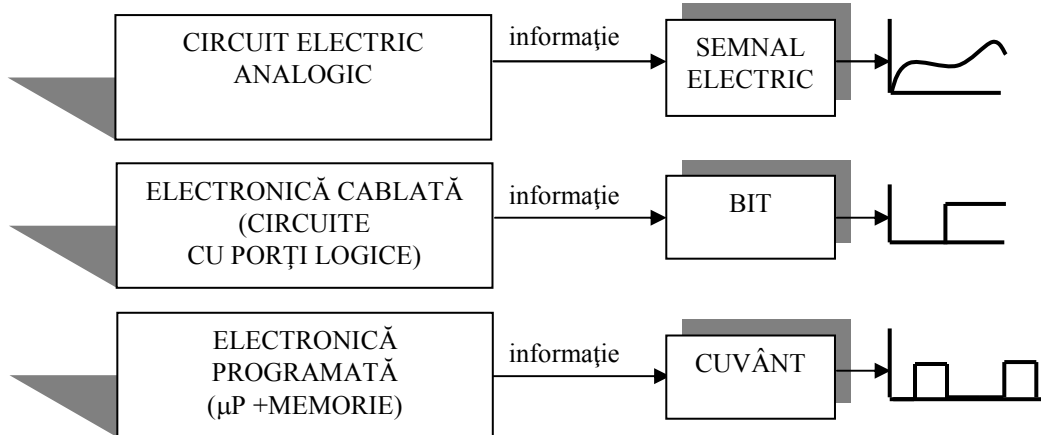 CIRCUIT ELECTRIC
ANALOGIC
informaţie
SEMNAL
ELECTRIC
ELECTRONICĂ CABLATĂ
(CIRCUITE
CU PORŢI LOGICE)
informaţie
BIT
ELECTRONICĂ
PROGRAMATĂ
(μP +MEMORIE)
informaţie
CUVÂNT